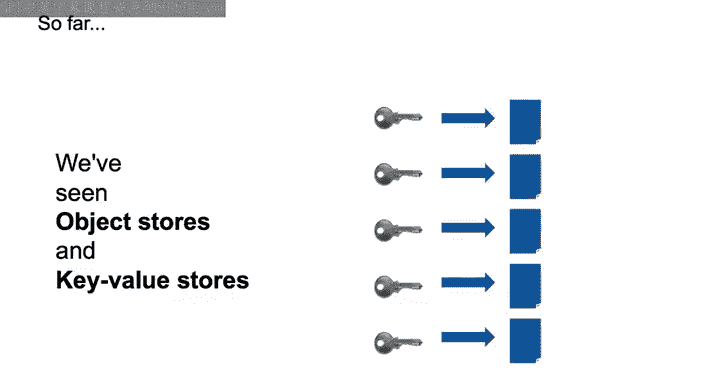 So far...
We've
seen
Object stores
and
Key-value stores